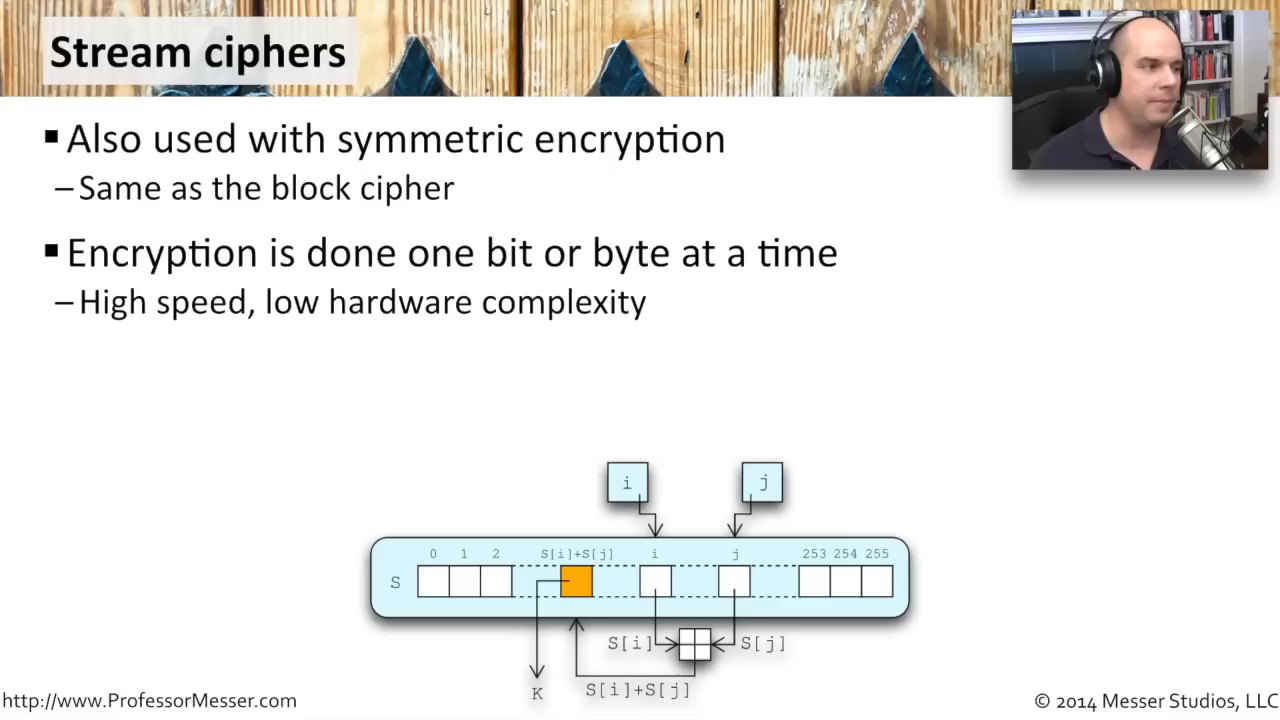 Stream ciphers
▪ Also used with symmetric encryption
– Same as the block cipher
▪ Encryption is done one bit or byte at a time
– High speed, low hardware complexity
i j
0 1 2 S[i]+S[j] i j 253 254 255
S
S[i] S[j]
K S[i]+S[j]
http://www.ProfessorMesser.com © 2014 Messer Studios, LLC